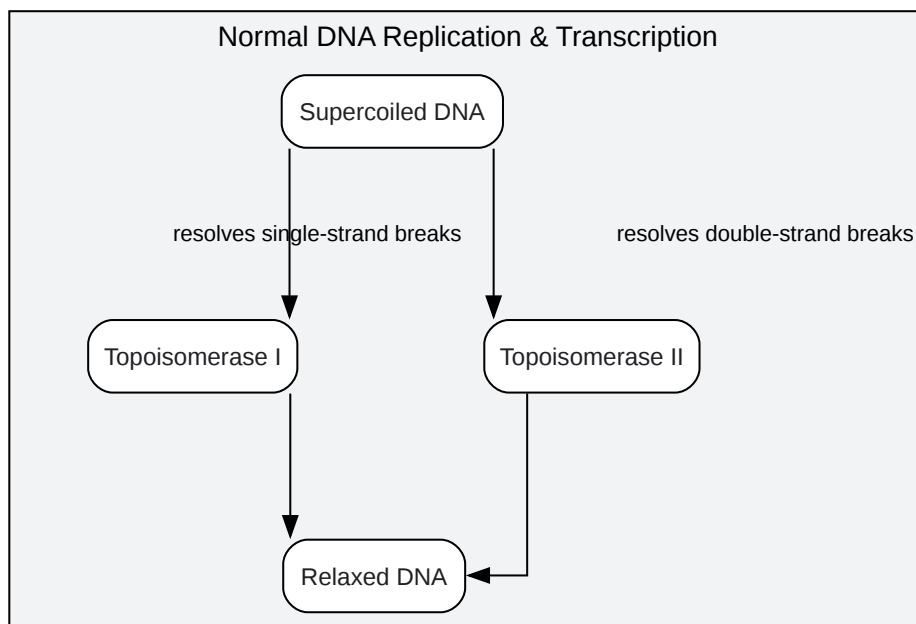 Normal DNA Replication & Transcription
Supercoiled DNA
resolves single-strand breaks
resolves double-strand breaks
Topoisomerase I
Topoisomerase II
Relaxed DNA